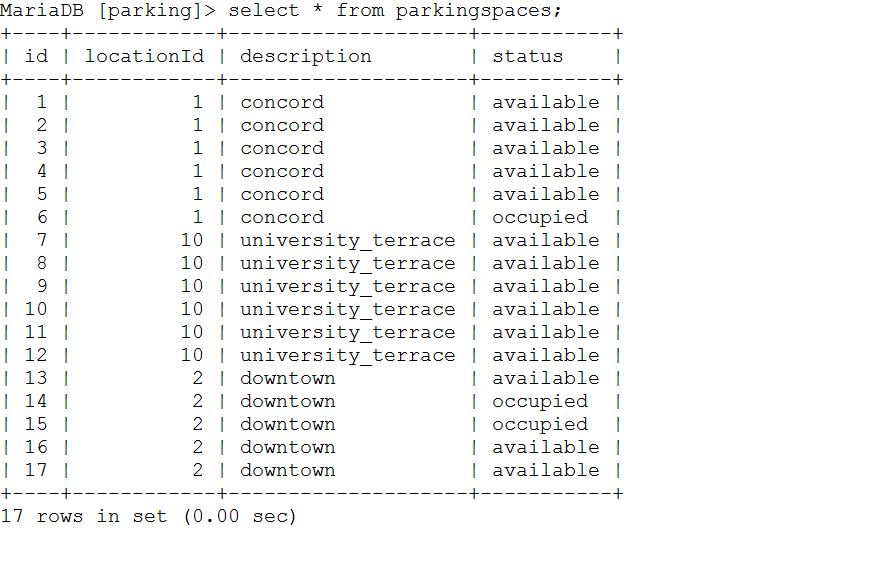 MariaDB [parking]> select * from parkingspaces;
+----+------------+--------------------+-----------+
| id | locationId | description        | status    |
+----+------------+--------------------+-----------+
|  1 |          1 | concord            | available |
|  2 |          1 | concord            | available |
|  3 |          1 | concord            | available |
|  4 |          1 | concord            | available |
|  5 |          1 | concord            | available |
|  6 |          1 | concord            | occupied  |
|  7 |         10 | university_terrace | available |
|  8 |         10 | university_terrace | available |
|  9 |         10 | university_terrace | available |
| 10 |         10 | university_terrace | available |
| 11 |         10 | university_terrace | available |
| 12 |         10 | university_terrace | available |
| 13 |          2 | downtown           | available |
| 14 |          2 | downtown           | occupied  |
| 15 |          2 | downtown           | occupied  |
| 16 |          2 | downtown           | available |
| 17 |          2 | downtown           | available |
+----+------------+--------------------+-----------+
17 rows in set (0.00 sec)